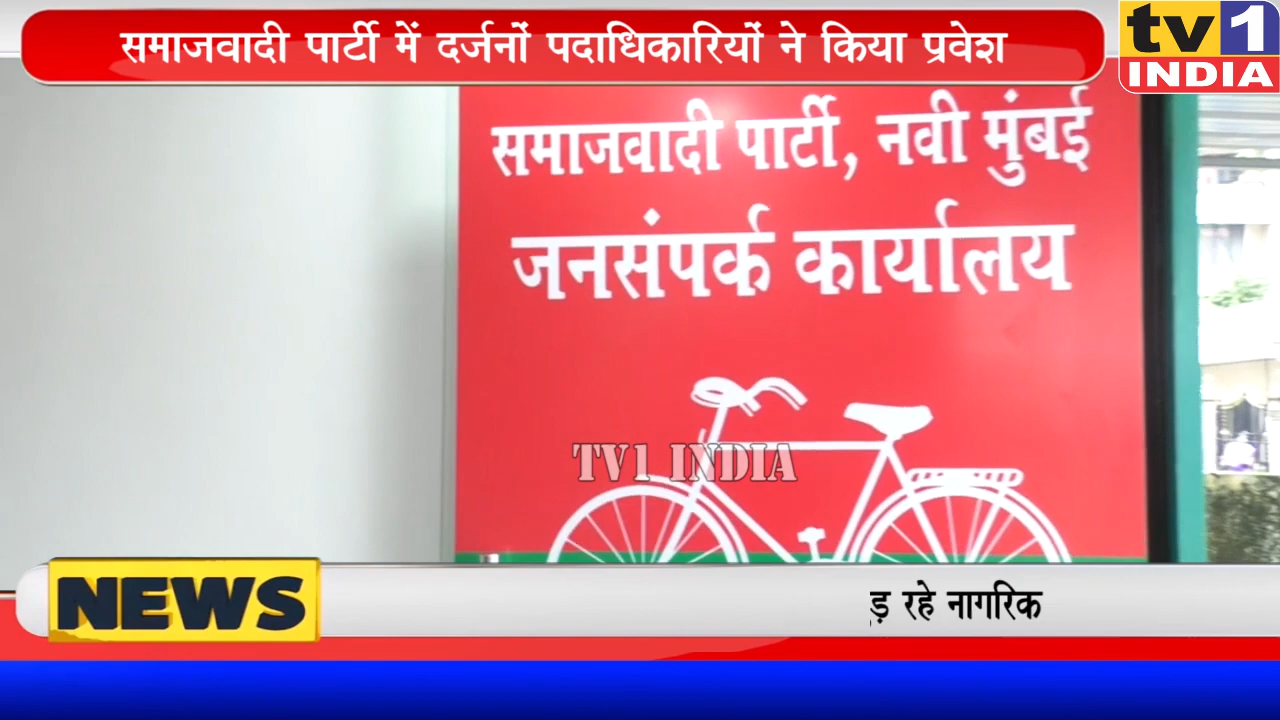 समाजवादी पार्टी में दर्जनों पदाधिकारियों ने किया प्रवेश
tv1
INDIA
समाजवादी पार्टी, नवी मुंबई
जनसंपर्क कार्यालय
TV1 INDIA
NEWS
रहे नागरिक